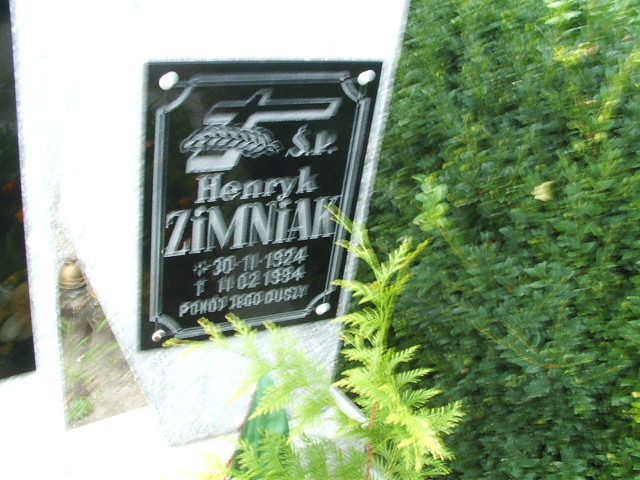 Ś.P.
Henryk
ZiMNiAK
* 30-11-1924
† 11 02 1994
POKÓJ JEGO DUSZY